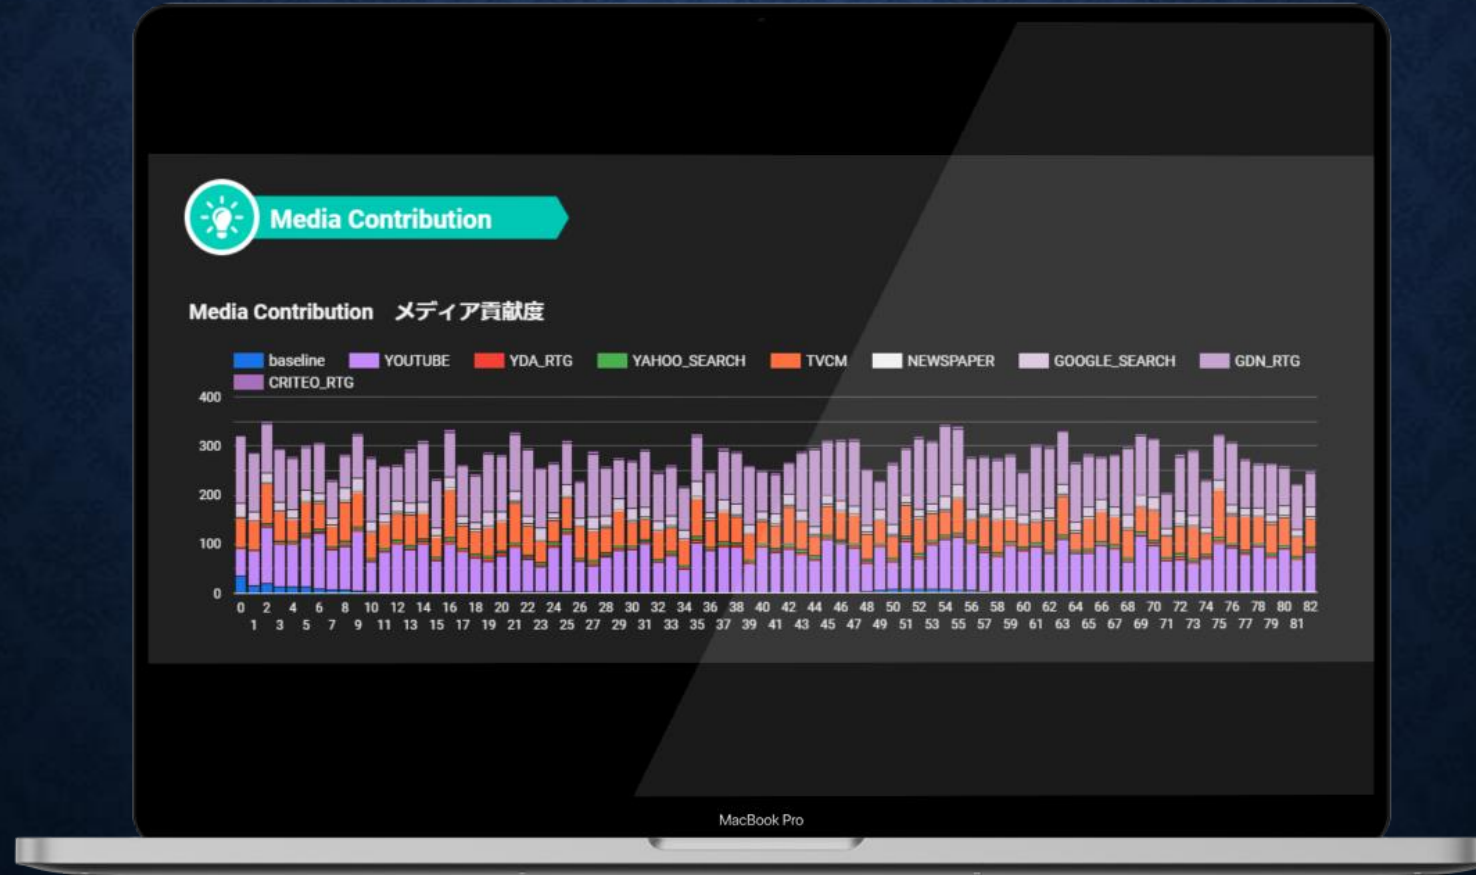 Media Contribution
Media Contribution メディア貢献度
baseline YOUTUBE YDA_RTG YAHOO_SEARCH TVCM NEWSPAPER GOOGLE_SEARCH GDN_RTG
CRITEO_RTG
400
300
200
100
0
0 2 4 6 8 10 12 14 16 18 20 22 24 26 28 30 32 34 36 38 40 42 44 46 48 50 52 54 56 58 60 62 64 66 68 70 72 74 76 78 80 82
1 3 5 7 9 11 13 15 17 19 21 23 25 27 29 31 33 35 37 39 41 43 45 47 49 51 53 55 57 59 61 63 65 67 69 71 73 75 77 79 81
MacBook Pro